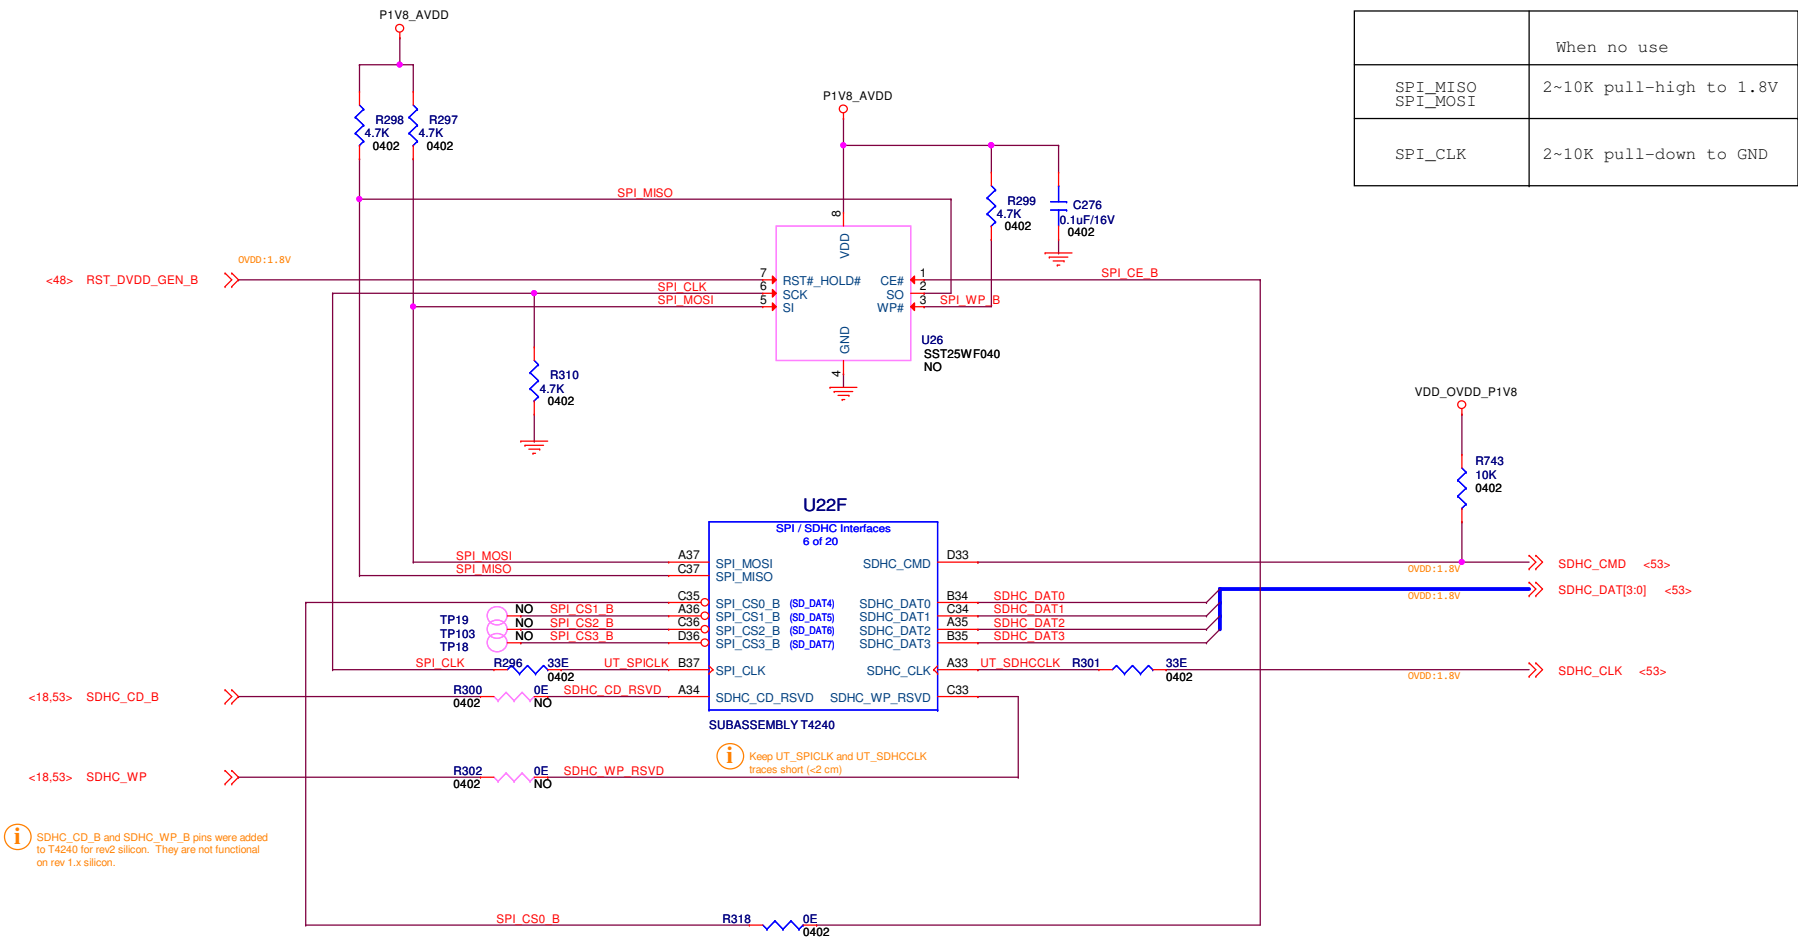 P1V8_AVDD
When no use
SPI_MISO
SPI_MOSI
2~10K pull-high to 1.8V
SPI_CLK
2~10K pull-down to GND
R298
4.7K
0402
R297
4.7K
0402
P1V8_AVDD
SPI_MISO
R299
4.7K
0402
C276
0.1uF/16V
0402
8
VDD
OVDD:1.8V
<48> RST_DVDD_GEN_B
7
RST#_HOLD#
CE#
1
SPI_CE_B
SPI_CLK
6
SCK
SO
2
SPI_MOSI
5
SI
WP#
3
SPI_WP_B
GND
4
U26
SST25WF040
NO
R310
4.7K
0402
VDD_OVDD_P1V8
R743
10K
0402
U22F
SPI / SDHC Interfaces
6 of 20
SPI_MOSI
A37
SPI_MOSI
SDHC_CMD
D33
OVDD:1.8V
SDHC_CMD <53>
SPI_MISO
C37
SPI_MISO
C35
SPI_CS0_B (SD_DAT4)
SDHC_DAT0
B34
SDHC_DAT0
OVDD:1.8V
SDHC_DAT[3:0] <53>
TP19
NO
SPI_CS1_B
A36
SPI_CS1_B (SD_DAT5)
SDHC_DAT1
C34
SDHC_DAT1
TP103
NO
SPI_CS2_B
C36
SPI_CS2_B (SD_DAT6)
SDHC_DAT2
A35
SDHC_DAT2
TP18
NO
SPI_CS3_B
D36
SPI_CS3_B (SD_DAT7)
SDHC_DAT3
B35
SDHC_DAT3
SPI_CLK
R296
33E
0402
UT_SPICLK
B37
SPI_CLK
SDHC_CLK
A33
UT_SDHCCLK
R301
33E
0402
OVDD:1.8V
SDHC_CLK <53>
<18,53> SDHC_CD_B
R300
0402
0E
NO
SDHC_CD_RSVD
A34
SDHC_CD_RSVD
SDHC_WP_RSVD
C33
SUBASSEMBLY T4240
i
Keep UT_SPICLK and UT_SDHCCLK
traces short (<2 cm)
<18,53> SDHC_WP
R302
0402
0E
NO
SDHC_WP_RSVD
i
SDHC_CD_B and SDHC_WP_B pins were added
to T4240 for rev2 silicon. They are not functional
on rev 1.x silicon.
SPI_CS0_B
R318
0E
0402